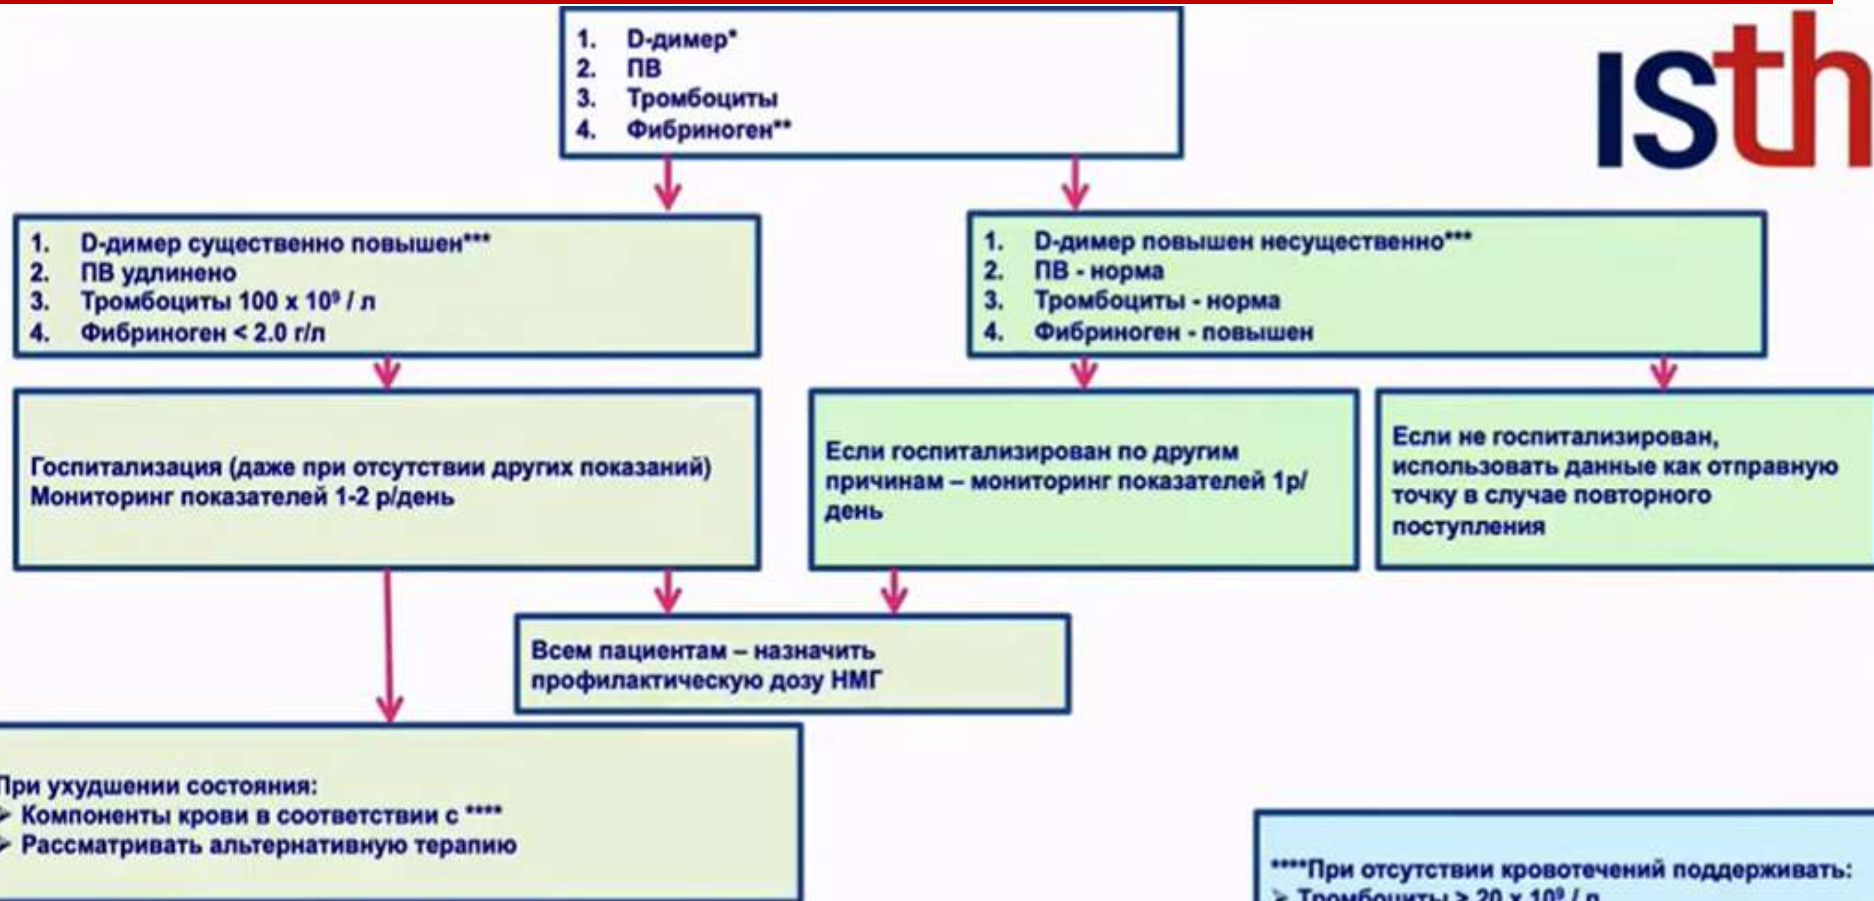 1. D-димер*
2. ПВ
3. Тромбоциты
4. Фибриноген**
isth
1. D-димер существенно повышен***
2. ПВ удлинено
3. Тромбоциты 100 x 10⁹ / л
4. Фибриноген < 2.0 г/л
1. D-димер повышен несущественно***
2. ПВ - норма
3. Тромбоциты - норма
4. Фибриноген - повышен
Госпитализация (даже при отсутствии других показаний)
Мониторинг показателей 1-2 р/день
Если госпитализирован по другим
причинам – мониторинг показателей 1р/
день
Если не госпитализирован,
использовать данные как отправную
точку в случае повторного
поступления
Всем пациентам – назначить
профилактическую дозу НМГ
При ухудшении состояния:
➢ Компоненты крови в соответствии с ****
➢ Рассматривать альтернативную терапию
****При отсутствии кровотечений поддерживать:
➢ Тромбоциты > 20 x 10⁹ / л